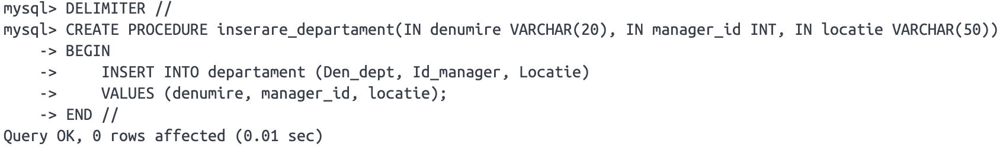 mysql> DELIMITER //
mysql> CREATE PROCEDURE inserare_departament(IN denumire VARCHAR(20), IN manager_id INT, IN locatie VARCHAR(50))
    -> BEGIN
    ->     INSERT INTO departament (Den_dept, Id_manager, Locatie)
    ->     VALUES (denumire, manager_id, locatie);
    -> END //
Query OK, 0 rows affected (0.01 sec)